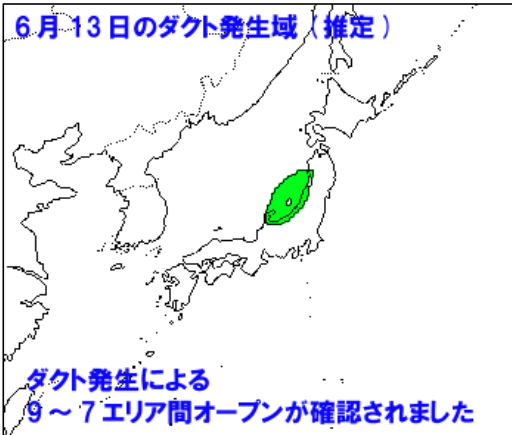 6月13日のダクト発生域(推定)
ダクト発生による
9～7エリア間オープンが確認されました